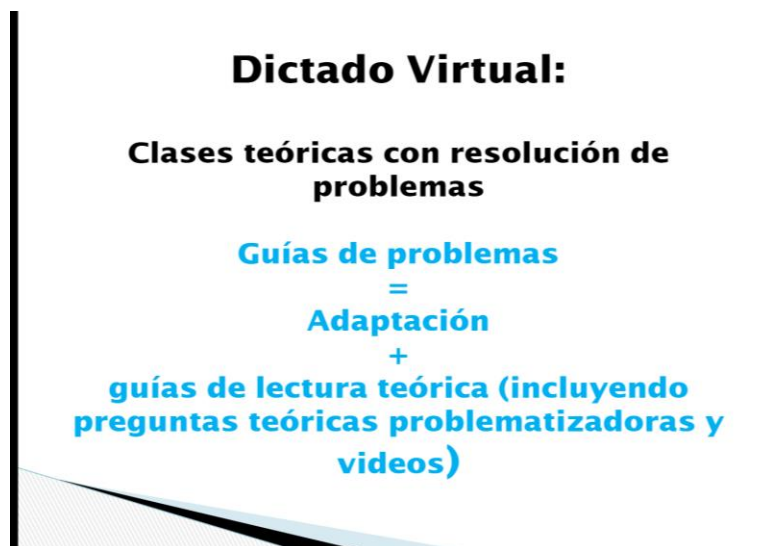 Dictado Virtual:
Clases teóricas con resolución de
problemas
Guías de problemas
=
Adaptación
+
guías de lectura teórica (incluyendo
preguntas teóricas problematizadoras y
videos)